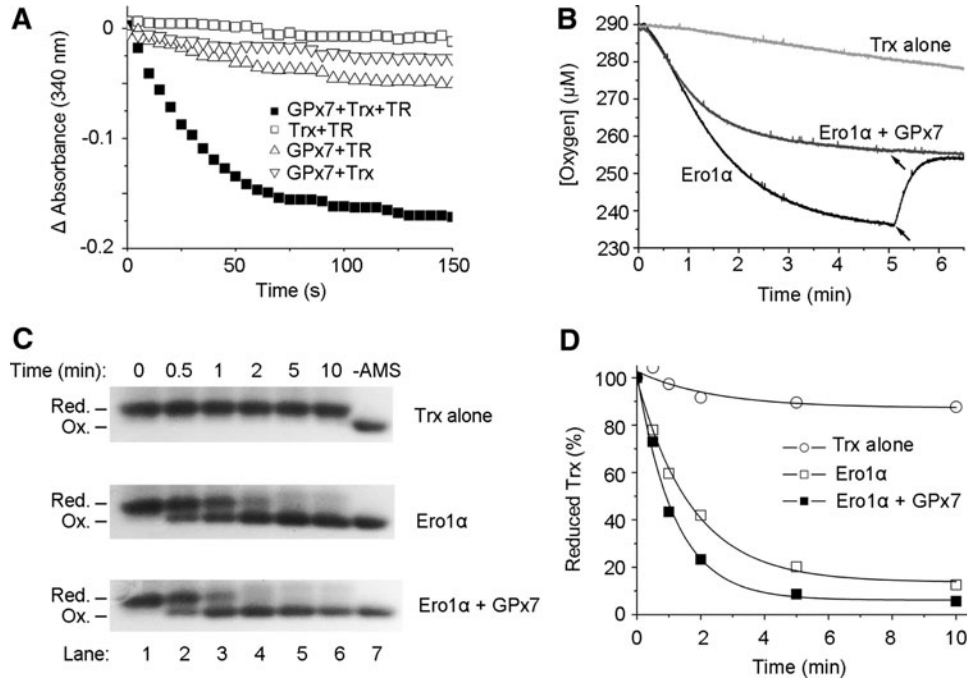 A
Δ Absorbance (340 nm)
0
-0.1
-0.2
GPx7+Trx+TR
Trx+TR
GPx7+TR
GPx7+Trx
0 50 100 150
Time (s)
B
[Oxygen] (µM)
290
280
270
260
250
240
230
Trx alone
Ero1α + GPx7
Ero1α
0 1 2 3 4 5 6
Time (min)
C
Time (min): 0 0.5 1 2 5 10 -AMS
Red. –
Ox. –
Trx alone
Red. –
Ox. –
Ero1α
Red. –
Ox. –
Ero1α + GPx7
Lane: 1 2 3 4 5 6 7
D
Reduced Trx (%)
100
80
60
40
20
0
Trx alone
Ero1α
Ero1α + GPx7
0 2 4 6 8 10
Time (min)